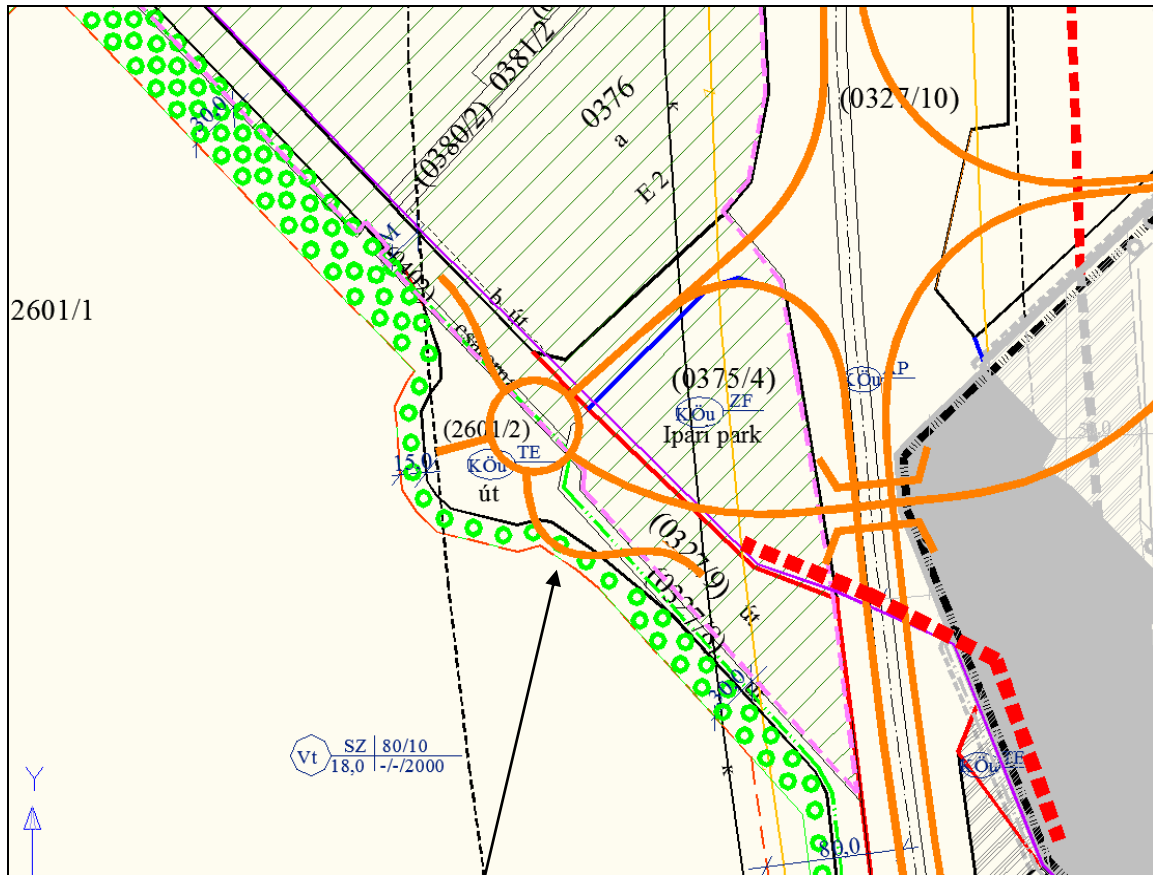 (0380/2)
0381/2
0376
a
E 2
(0327/10)
30,0
M
b út
2601/1
(0375/4)
KÖu ZF
Ipari park
KÖu
(2601/2)
KÖu TE
út
15,0
(0327/9)
út
30,0
Vt SZ 80/10
18,0 -/-/2000
KÖu
80,0
Y